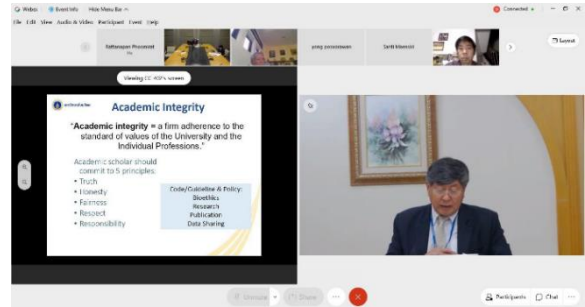 Webex
Event Info
Hide Menu Bar
Connected
File Edit View Audio & Video Participant Event Help
Layout
Viewing CC
screen
Academic Integrity
"Academic integrity = a firm adherence to the
standard of values of the University and the
Individual Professions."
Academic scholar should
commit to 5 principles:
• Truth
• Honesty
• Fairness
• Respect
• Responsibility
Code/Guideline & Policy:
Bioethics
Research
Publication
Data Sharing
Unmute
Share
Participants
Chat